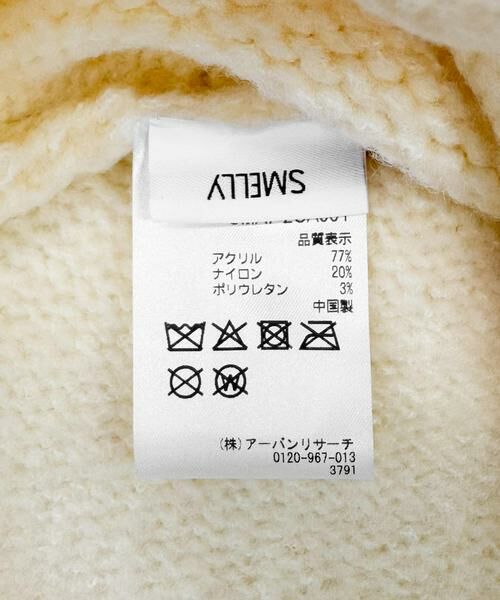 SMELLY
品質表示
アクリル 77%
ナイロン 20%
ポリウレタン 3%
中国製
(株)アーバンリサーチ
0120-967-013
3791